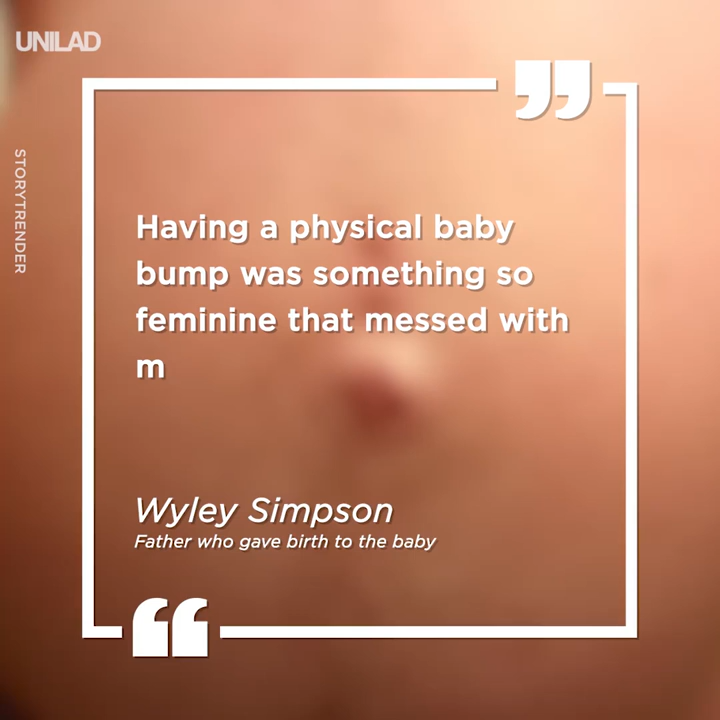 UNILAD
STORYTRENDER
Having a physical baby
bump was something so
feminine that messed with
m
Wyley Simpson
Father who gave birth to the baby